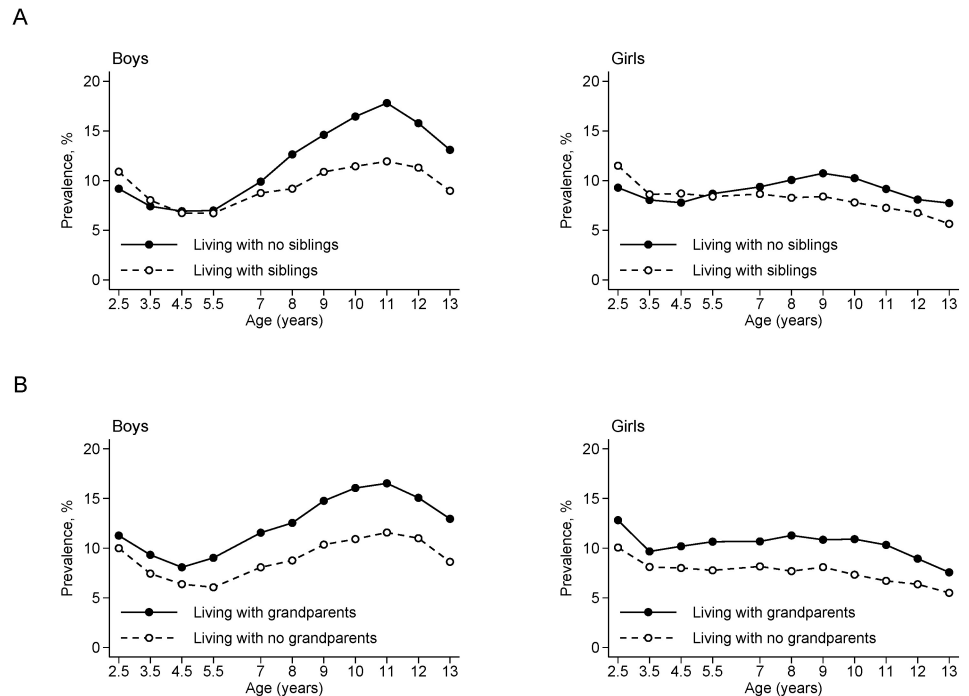 A
Boys
20
15
10
5
0
Prevalence, %
Living with no siblings
Living with siblings
2.5 3.5 4.5 5.5 7 8 9 10 11 12 13
Age (years)
Girls
20
15
10
5
0
Prevalence, %
Living with no siblings
Living with siblings
2.5 3.5 4.5 5.5 7 8 9 10 11 12 13
Age (years)
B
Boys
20
15
10
5
0
Prevalence, %
Living with grandparents
Living with no grandparents
2.5 3.5 4.5 5.5 7 8 9 10 11 12 13
Age (years)
Girls
20
15
10
5
0
Prevalence, %
Living with grandparents
Living with no grandparents
2.5 3.5 4.5 5.5 7 8 9 10 11 12 13
Age (years)